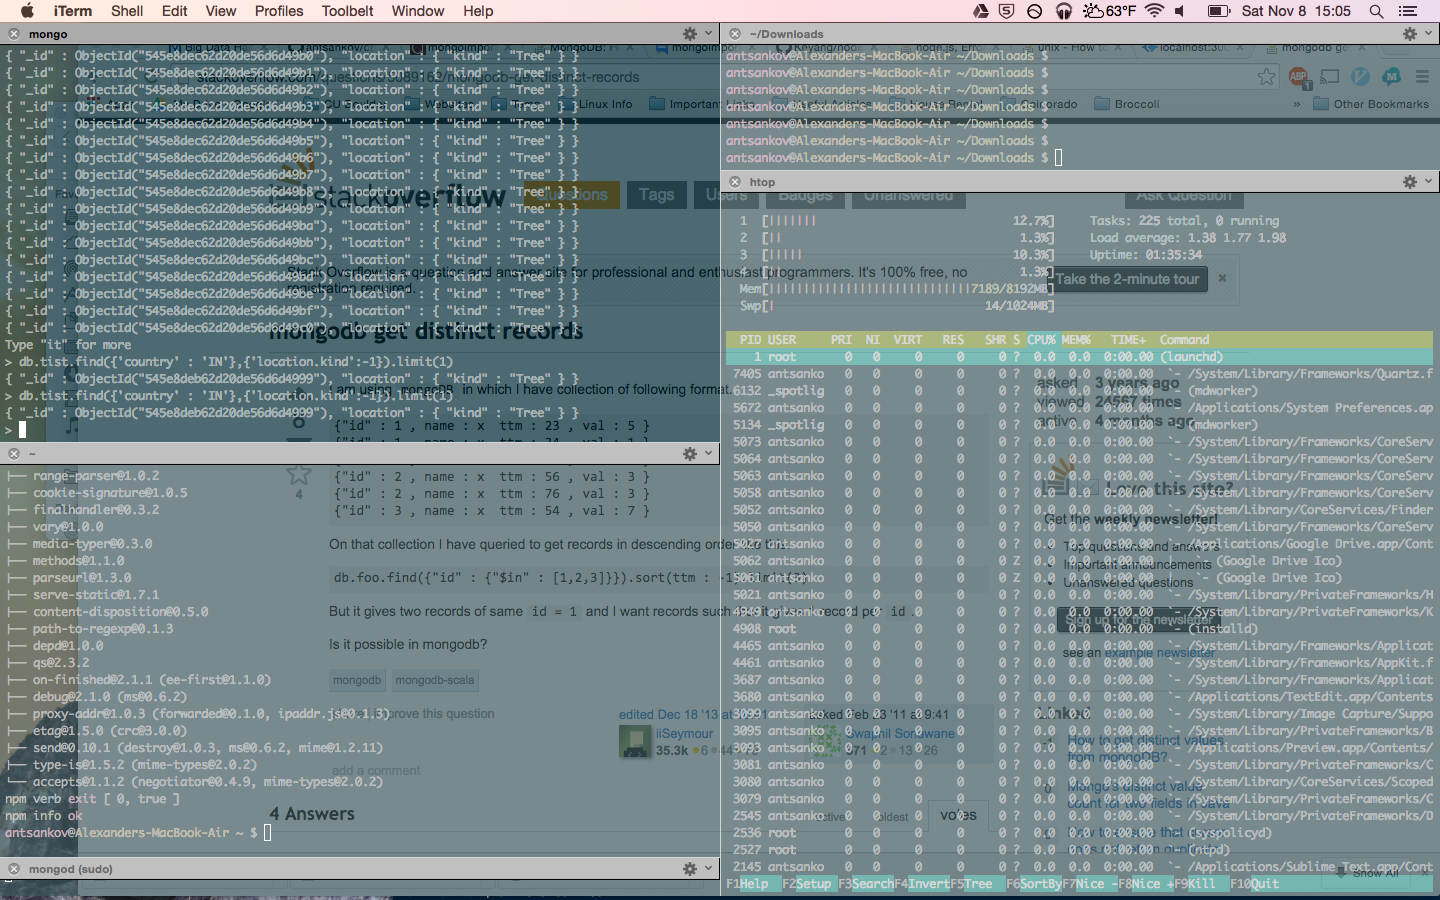 iTerm Shell Edit View Profiles Toolbelt Window Help
63°F Sat Nov 8 15:05
mongo
{ "_id" : ObjectId("545e8dec62d20de56d6d49b0"), "location" : { "kind" : "Tree" } }
{ "_id" : ObjectId("545e8dec62d20de56d6d49b1"), "location" : { "kind" : "Tree" } }
{ "_id" : ObjectId("545e8dec62d20de56d6d49b2"), "location" : { "kind" : "Tree" } }
{ "_id" : ObjectId("545e8dec62d20de56d6d49b3"), "location" : { "kind" : "Tree" } }
{ "_id" : ObjectId("545e8dec62d20de56d6d49b4"), "location" : { "kind" : "Tree" } }
{ "_id" : ObjectId("545e8dec62d20de56d6d49b5"), "location" : { "kind" : "Tree" } }
{ "_id" : ObjectId("545e8dec62d20de56d6d49b6"), "location" : { "kind" : "Tree" } }
{ "_id" : ObjectId("545e8dec62d20de56d6d49b7"), "location" : { "kind" : "Tree" } }
{ "_id" : ObjectId("545e8dec62d20de56d6d49b8"), "location" : { "kind" : "Tree" } }
{ "_id" : ObjectId("545e8dec62d20de56d6d49b9"), "location" : { "kind" : "Tree" } }
{ "_id" : ObjectId("545e8dec62d20de56d6d49ba"), "location" : { "kind" : "Tree" } }
{ "_id" : ObjectId("545e8dec62d20de56d6d49bb"), "location" : { "kind" : "Tree" } }
{ "_id" : ObjectId("545e8dec62d20de56d6d49bc"), "location" : { "kind" : "Tree" } }
{ "_id" : ObjectId("545e8dec62d20de56d6d49bd"), "location" : { "kind" : "Tree" } }
{ "_id" : ObjectId("545e8dec62d20de56d6d49be"), "location" : { "kind" : "Tree" } }
{ "_id" : ObjectId("545e8dec62d20de56d6d49bf"), "location" : { "kind" : "Tree" } }
{ "_id" : ObjectId("545e8dec62d20de56d6d49c0"), "location" : { "kind" : "Tree" } }
Type "it" for more
> db.tist.find({'country' : 'IN'},{'location.kind':-1}).limit(1)
{ "_id" : ObjectId("545e8deb62d20de56d6d4999"), "location" : { "kind" : "Tree" } }
> db.tist.find({'country' : 'IN'},{'location.kind':-1}).limit(1)
{ "_id" : ObjectId("545e8deb62d20de56d6d4999"), "location" : { "kind" : "Tree" } }
>
~
├── range-parser@1.0.2
├── cookie-signature@1.0.5
├── finalhandler@0.3.2
├── vary@1.0.0
├── media-typer@0.3.0
├── methods@1.1.0
├── parseurl@1.3.0
├── serve-static@1.7.1
├── content-disposition@0.5.0
├── path-to-regexp@0.1.3
├── depd@1.0.0
├── qs@2.3.2
├── on-finished@2.1.1 (ee-first@1.1.0)
├── debug@2.1.0 (ms@0.6.2)
├── proxy-addr@1.0.3 (forwarded@0.1.0, ipaddr.js@0.1.3)
├── etag@1.5.0 (crc@3.0.0)
├── send@0.10.1 (destroy@1.0.3, ms@0.6.2, mime@1.2.11)
├── type-is@1.5.2 (mime-types@2.0.2)
└── accepts@1.1.2 (negotiator@0.4.9, mime-types@2.0.2)
npm verb exit [ 0, true ]
npm info ok
antsankov@Alexanders-MacBook-Air ~ $
mongod (sudo)
~/Downloads
antsankov@Alexanders-MacBook-Air ~/Downloads $
antsankov@Alexanders-MacBook-Air ~/Downloads $
antsankov@Alexanders-MacBook-Air ~/Downloads $
antsankov@Alexanders-MacBook-Air ~/Downloads $
antsankov@Alexanders-MacBook-Air ~/Downloads $
antsankov@Alexanders-MacBook-Air ~/Downloads $
antsankov@Alexanders-MacBook-Air ~/Downloads $
htop
1 [||||||| 12.7%] Tasks: 225 total, 0 running
2 [|| 1.3%] Load average: 1.38 1.77 1.98
3 [||||| 10.3%] Uptime: 01:35:34
4 1.3%]
Mem[|||||||||||||||||||||||||||||7189/8192MB]
Swp[| 14/1024MB]
PID USER PRI NI VIRT RES SHR S CPU% MEM% TIME+ Command
1 root 0 0 0 0 0 ? 0.0 0.0 0:00.00 (launchd)
7405 antsanko 0 0 0 0 0 ? 0.0 0.0 0:00.00 `- /System/Library/Frameworks/Quartz.f
6132 _spotlig 0 0 0 0 0 ? 0.0 0.0 0:00.00 `- (mdworker)
5672 antsanko 0 0 0 0 0 ? 0.0 0.0 0:00.00 `- /Applications/System Preferences.ap
5134 _spotlig 0 0 0 0 0 ? 0.0 0.0 0:00.00 `- (mdworker)
5073 antsanko 0 0 0 0 0 ? 0.0 0.0 0:00.00 `- /System/Library/Frameworks/CoreServ
5064 antsanko 0 0 0 0 0 ? 0.0 0.0 0:00.00 `- /System/Library/Frameworks/CoreServ
5063 antsanko 0 0 0 0 0 ? 0.0 0.0 0:00.00 `- /System/Library/Frameworks/CoreServ
5058 antsanko 0 0 0 0 0 ? 0.0 0.0 0:00.00 `- /System/Library/Frameworks/CoreServ
5052 antsanko 0 0 0 0 0 ? 0.0 0.0 0:00.00 `- /System/Library/CoreServices/Finder
5050 antsanko 0 0 0 0 0 ? 0.0 0.0 0:00.00 `- /System/Library/Frameworks/CoreServ
antsanko 0 0 0 0 0 ? 0.0 0.0 0:00.00 `- /Applications/Google Drive.app/Cont
5062 antsanko 0 0 0 0 0 Z 0.0 0.0 0:00.00 | `- (Google Drive Ico)
antsanko 0 0 0 0 0 Z 0.0 0.0 0:00.00 `- (Google Drive Ico)
5021 antsanko 0 0 0 0 0 ? 0.0 0.0 0:00.00 `- /System/Library/PrivateFrameworks/H
4949 antsanko 0 0 0 0 0 ? 0.0 0.0 0:00.00 `- /System/Library/PrivateFrameworks/K
4908 root 0 0 0 0 0 ? 0.0 0.0 0:00.00 `- (installd)
4465 antsanko 0 0 0 0 0 ? 0.0 0.0 0:00.00 `- /System/Library/Frameworks/Applicat
4461 antsanko 0 0 0 0 0 ? 0.0 0.0 0:00.00 `- /System/Library/Frameworks/AppKit.f
3687 antsanko 0 0 0 0 0 ? 0.0 0.0 0:00.00 `- /System/Library/Frameworks/Applicat
3680 antsanko 0 0 0 0 0 ? 0.0 0.0 0:00.00 `- /Applications/TextEdit.app/Contents
3099 antsanko 0 0 0 0 0 ? 0.0 0.0 0:00.00 `- /System/Library/Image Capture/Suppo
3095 antsanko 0 0 0 0 0 ? 0.0 0.0 0:00.00 `- /System/Library/PrivateFrameworks/B
3093 antsanko 0 0 0 0 0 ? 0.0 0.0 0:00.00 `- /Applications/Preview.app/Contents/
3081 antsanko 0 0 0 0 0 ? 0.0 0.0 0:00.00 `- /System/Library/PrivateFrameworks/C
3080 antsanko 0 0 0 0 0 ? 0.0 0.0 0:00.00 `- /System/Library/CoreServices/Scoped
3079 antsanko 0 0 0 0 0 ? 0.0 0.0 0:00.00 `- /System/Library/PrivateFrameworks/C
2545 antsanko 0 0 0 0 0 ? 0.0 0.0 0:00.00 `- /System/Library/PrivateFrameworks/D
2536 root 0 0 0 0 0 ? 0.0 0.0 0:00.00 `- (syspolicyd)
2527 root 0 0 0 0 0 ? 0.0 0.0 0:00.00 `- (ntpd)
2145 antsanko 0 0 0 0 0 ? 0.0 0.0 0:00.00 `- /Applications/Sublime Text.app/Cont
F1Help F2Setup F3SearchF4InvertF5Tree F6SortByF7Nice -F8Nice +F9Kill F10Quit
stackoverflow.com/questions/5089162/mongodb-get-distinct-records
Linux Info Colorado Broccoli » Other Bookmarks
stackoverflow Questions Tags Users Badges Unanswered Ask Question
Stack Overflow is a question and answer site for professional and enthusiast programmers. It's 100% free, no registration required.
Take the 2-minute tour
mongodb get distinct records
I am using mongoDB in which I have collection of following format.
{"id" : 1 , name : x ttm : 23 , val : 5 }
{"id" : 2 , name : x ttm : 56 , val : 3 }
{"id" : 2 , name : x ttm : 76 , val : 3 }
{"id" : 3 , name : x ttm : 54 , val : 7 }
4
On that collection I have queried to get records in descending order
db.foo.find({"id" : {"$in" : [1,2,3]}}).sort(ttm : -1).limit(3)
But it gives two records of same id = 1 and I want records such that it gives 1 record per id .
Is it possible in mongodb?
mongodb mongodb-scala
improve this question
edited Dec 18 '13 at
iiSeymour
35.3k 6
asked Feb 23 '11 at 9:41
Swapnil Sonawane
671 2 13 26
add a comment
4 Answers
active oldest votes
asked 3 years ago
viewed 24567 times
active 4 months ago
Love this site?
Get the weekly newsletter!
Top questions and answers
Important announcements
Unanswered questions
Sign up for the newsletter
see an example newsletter
Linked
How to get distinct values from mongoDB?
Mongo's distinct value count for two fields in Java
Show All